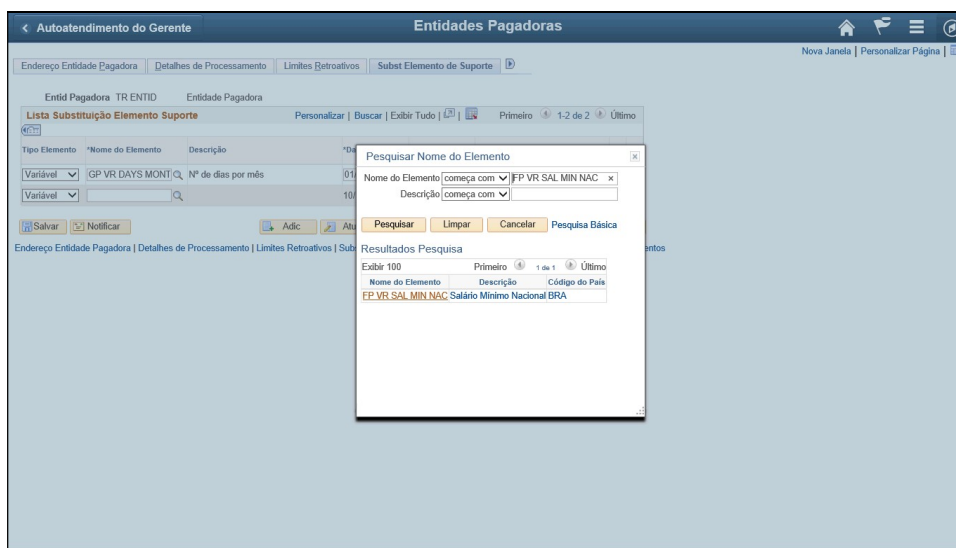 Autoatendimento do Gerente
Entidades Pagadoras
Nova Janela | Personalizar Página |
Endereço Entidade Pagadora
Detalhes de Processamento
Limites Retroativos
Subst Elemento de Suporte
Entid Pagadora TR ENTID Entidade Pagadora
Lista Substituição Elemento Suporte
Personalizar | Buscar | Exibir Tudo |
Primeiro 1-2 de 2 Último
Tipo Elemento *Nome do Elemento Descrição
Variável GP VR DAYS MONT Nº de dias por mês 01/
Variável 10/
Salvar Notificar Adic
Endereço Entidade Pagadora | Detalhes de Processamento | Limites Retroativos |
Pesquisar Nome do Elemento
Nome do Elemento começa com FP VR SAL MIN NAC ×
Descrição começa com
Pesquisar Limpar Cancelar Pesquisa Básica
Resultados Pesquisa
Exibir 100 Primeiro 1 de 1 Último
Nome do Elemento Descrição Código do País
FP VR SAL MIN NAC Salário Mínimo Nacional BRA